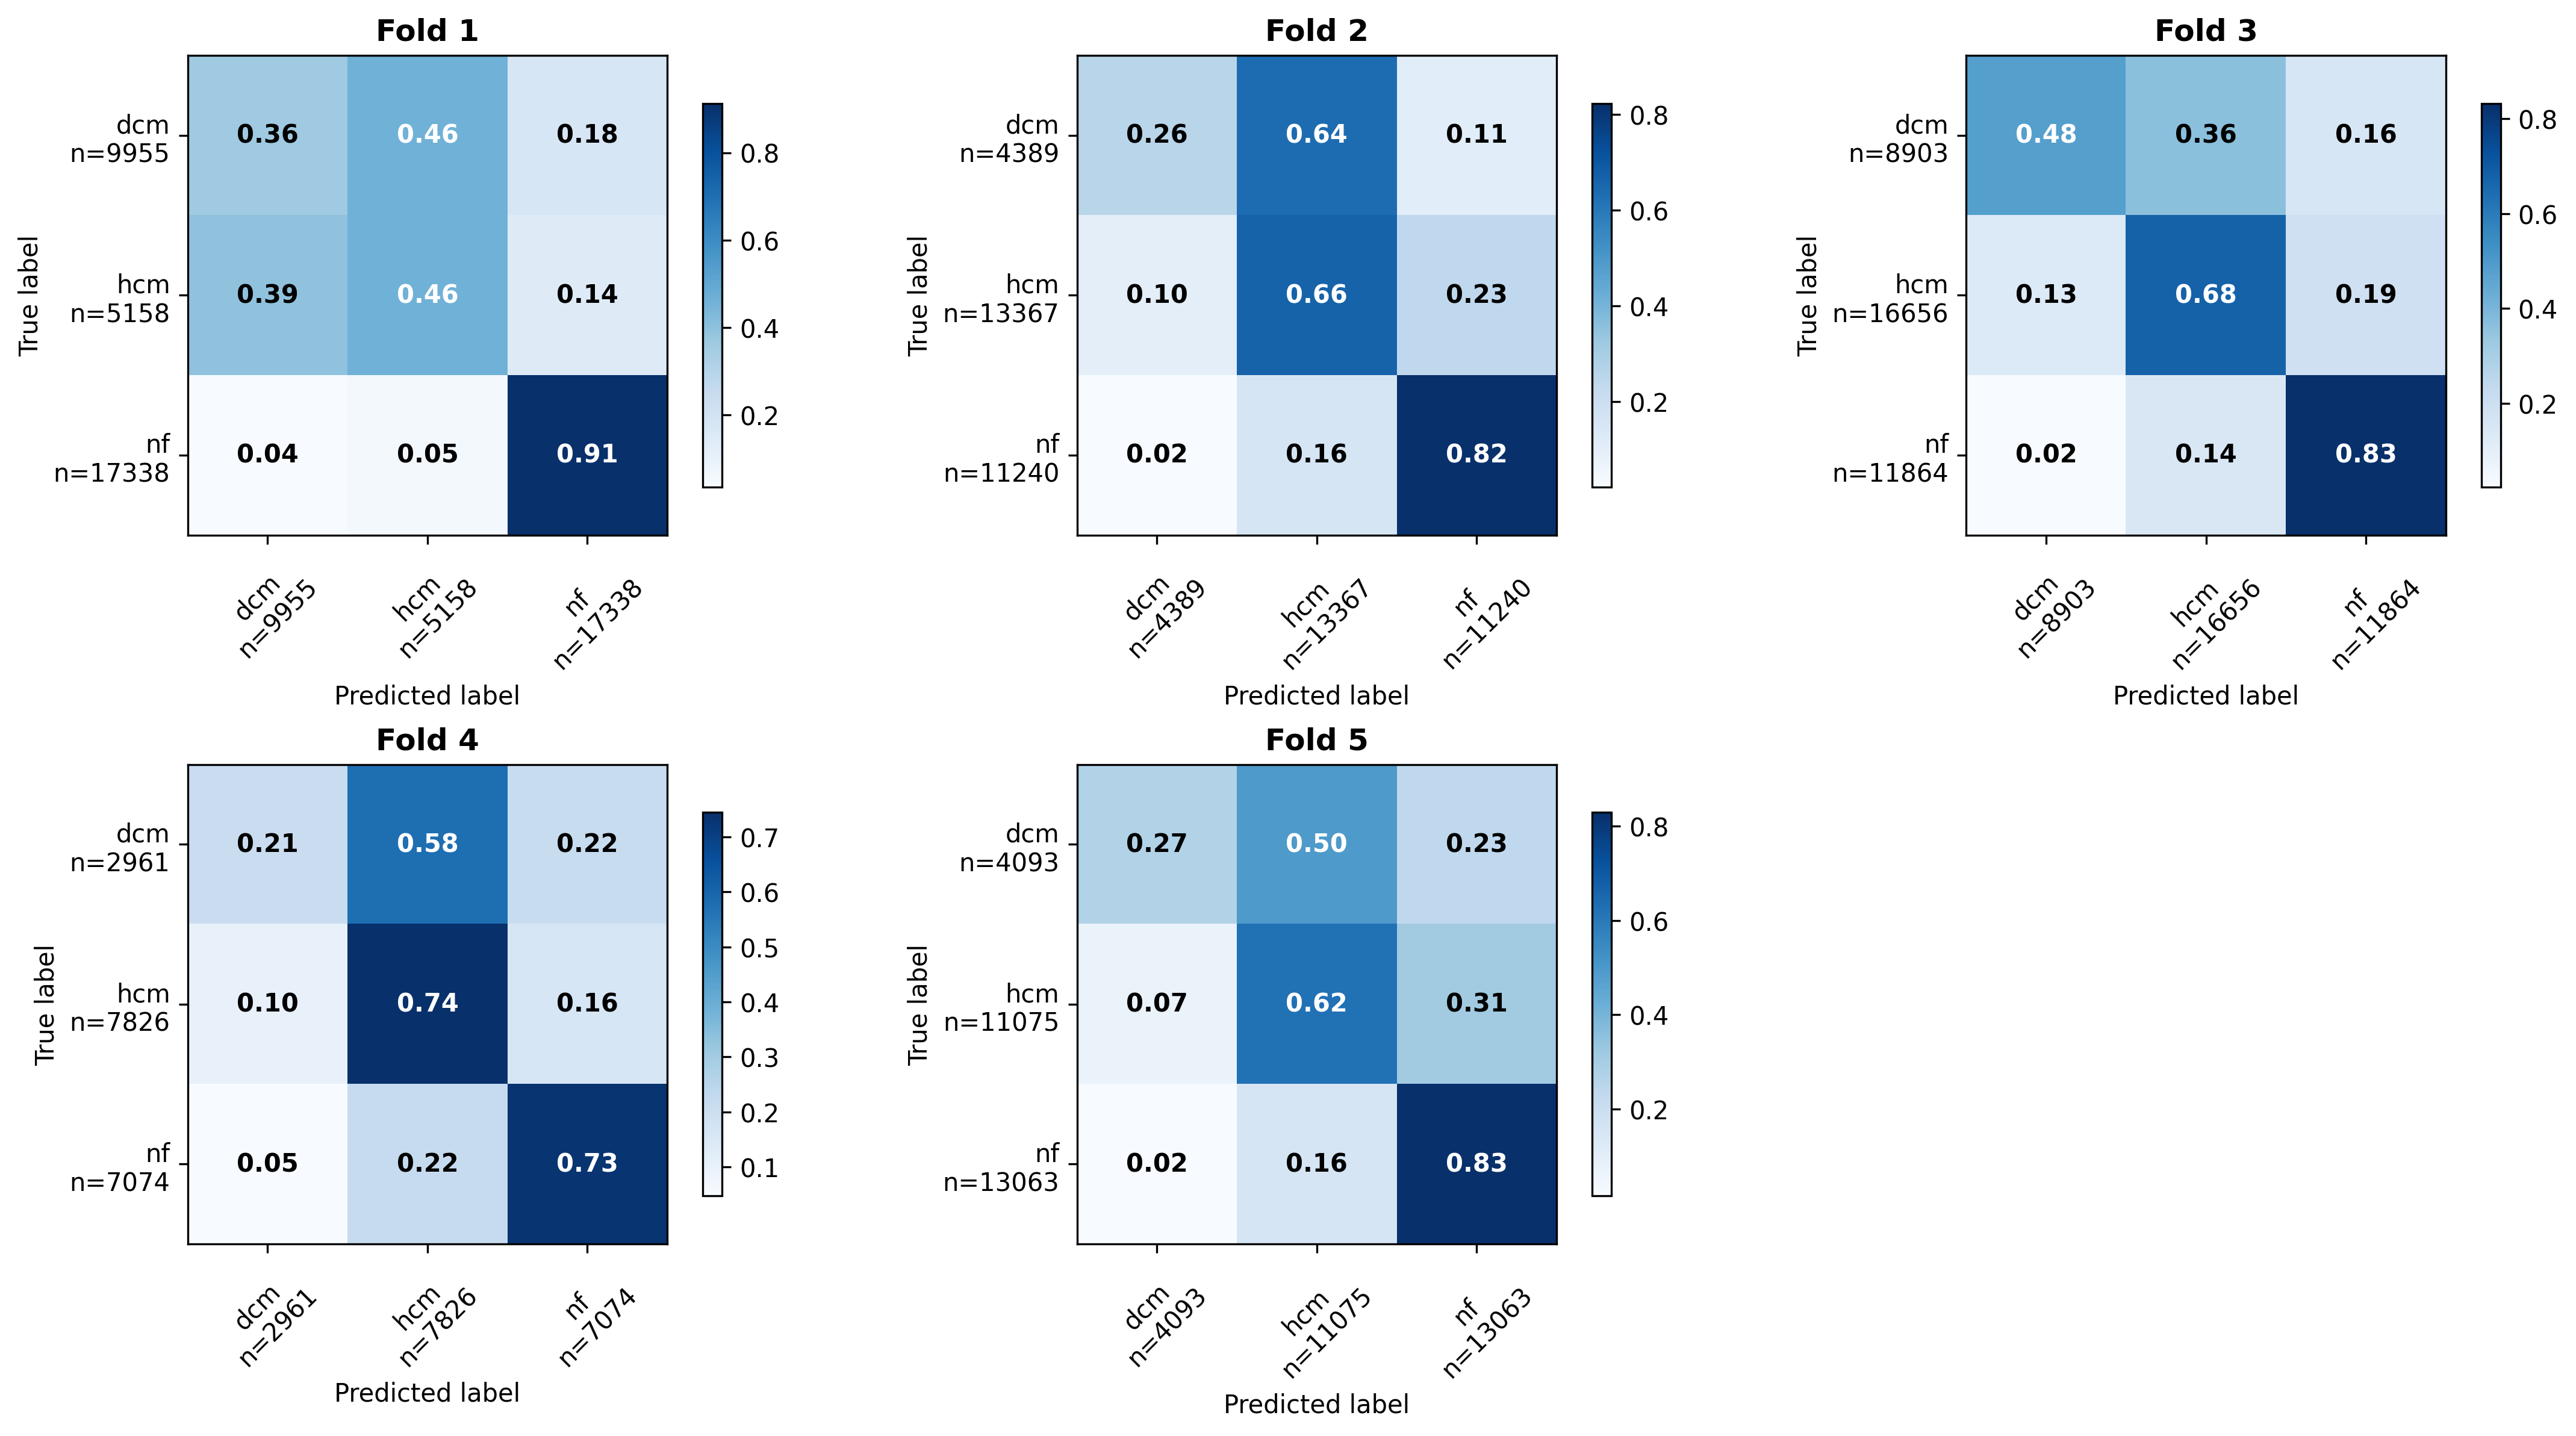 Fold 1
dcm
n=9955
hcm
n=5158
nf
n=17338
True label
0.36 0.46 0.18
0.39 0.46 0.14
0.04 0.05 0.91
0.8
0.6
0.4
0.2
dcm
n=9955
hcm
n=5158
nf
n=17338
Predicted label
Fold 2
dcm
n=4389
hcm
n=13367
nf
n=11240
True label
0.26 0.64 0.11
0.10 0.66 0.23
0.02 0.16 0.82
0.8
0.6
0.4
0.2
dcm
n=4389
hcm
n=13367
nf
n=11240
Predicted label
Fold 3
dcm
n=8903
hcm
n=16656
nf
n=11864
True label
0.48 0.36 0.16
0.13 0.68 0.19
0.02 0.14 0.83
0.8
0.6
0.4
0.2
dcm
n=8903
hcm
n=16656
nf
n=11864
Predicted label
Fold 4
dcm
n=2961
hcm
n=7826
nf
n=7074
True label
0.21 0.58 0.22
0.10 0.74 0.16
0.05 0.22 0.73
0.7
0.6
0.5
0.4
0.3
0.2
0.1
dcm
n=2961
hcm
n=7826
nf
n=7074
Predicted label
Fold 5
dcm
n=4093
hcm
n=11075
nf
n=13063
True label
0.27 0.50 0.23
0.07 0.62 0.31
0.02 0.16 0.83
0.8
0.6
0.4
0.2
dcm
n=4093
hcm
n=11075
nf
n=13063
Predicted label